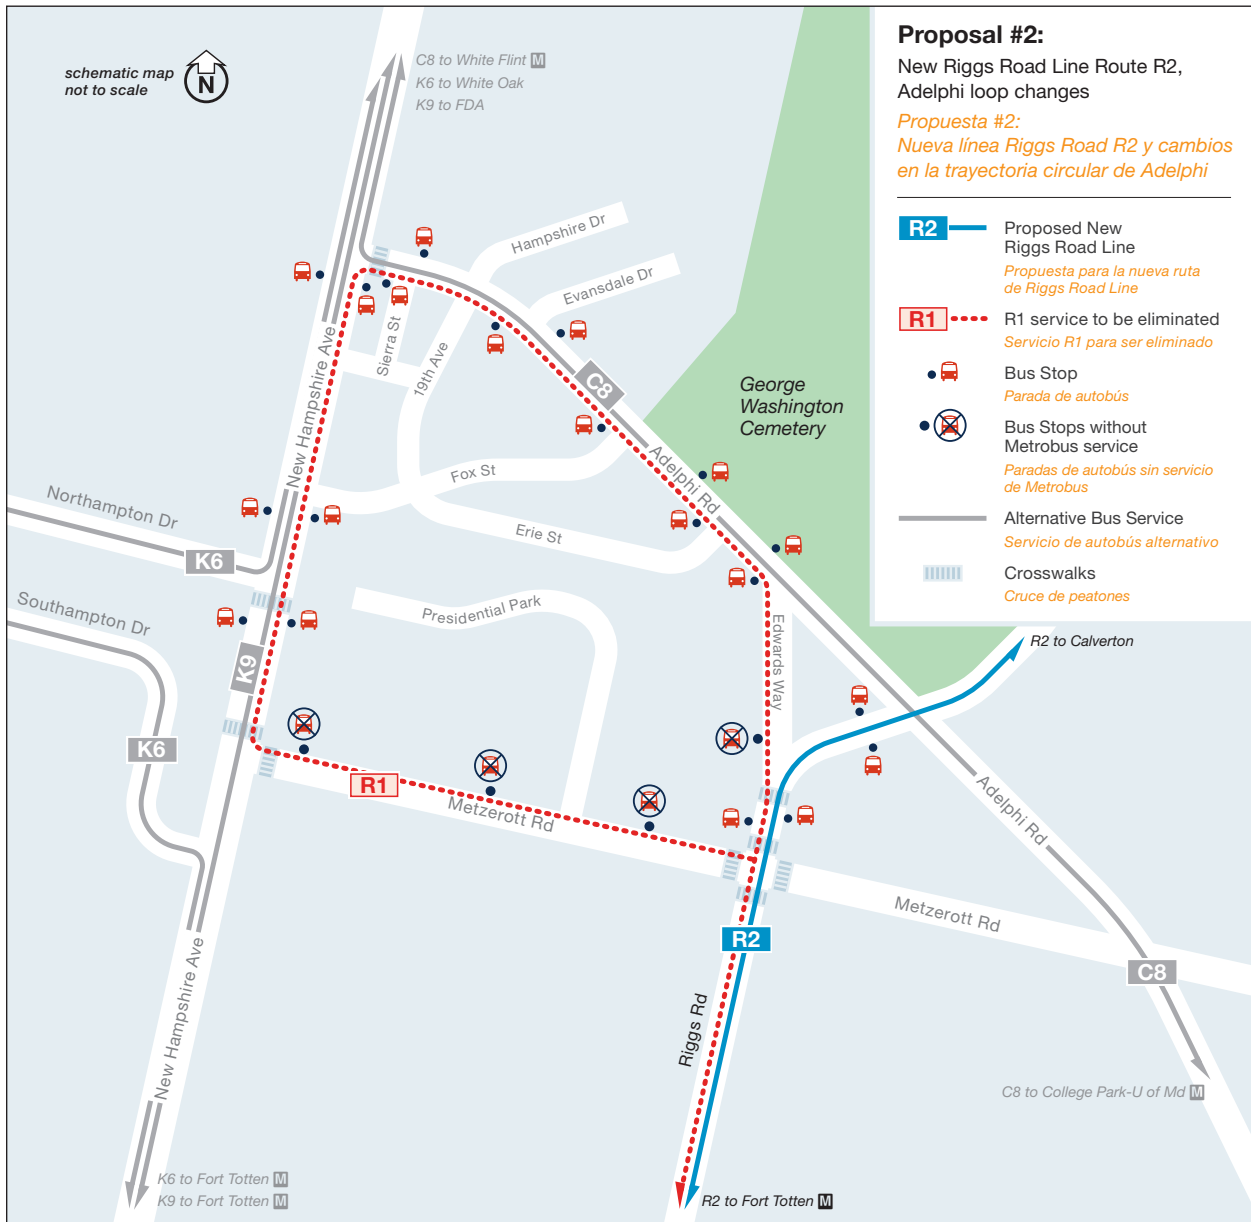 schematic map
not to scale
N
C8 to White Flint M
K6 to White Oak
K9 to FDA
Proposal #2:
New Riggs Road Line Route R2,
Adelphi loop changes
Propuesta #2:
Nueva línea Riggs Road R2 y cambios
en la trayectoria circular de Adelphi
R2
Proposed New
Riggs Road Line
Propuesta para la nueva ruta
de Riggs Road Line
R1
R1 service to be eliminated
Servicio R1 para ser eliminado
Bus Stop
Parada de autobús
Bus Stops without
Metrobus service
Paradas de autobús sin servicio
de Metrobus
Alternative Bus Service
Servicio de autobús alternativo
Crosswalks
Cruce de peatones
Hampshire Dr
Evansdale Dr
New Hampshire Ave
Sierra St
19th Ave
C8
George
Washington
Cemetery
Adelphi Rd
Fox St
Northampton Dr
Erie St
K6
Southampton Dr
Presidential Park
Edwards Way
R2 to Calverton
K9
K6
R1
Metzerott Rd
Adelphi Rd
Metzerott Rd
R2
C8
New Hampshire Ave
Riggs Rd
C8 to College Park-U of Md M
K6 to Fort Totten M
K9 to Fort Totten M
R2 to Fort Totten M